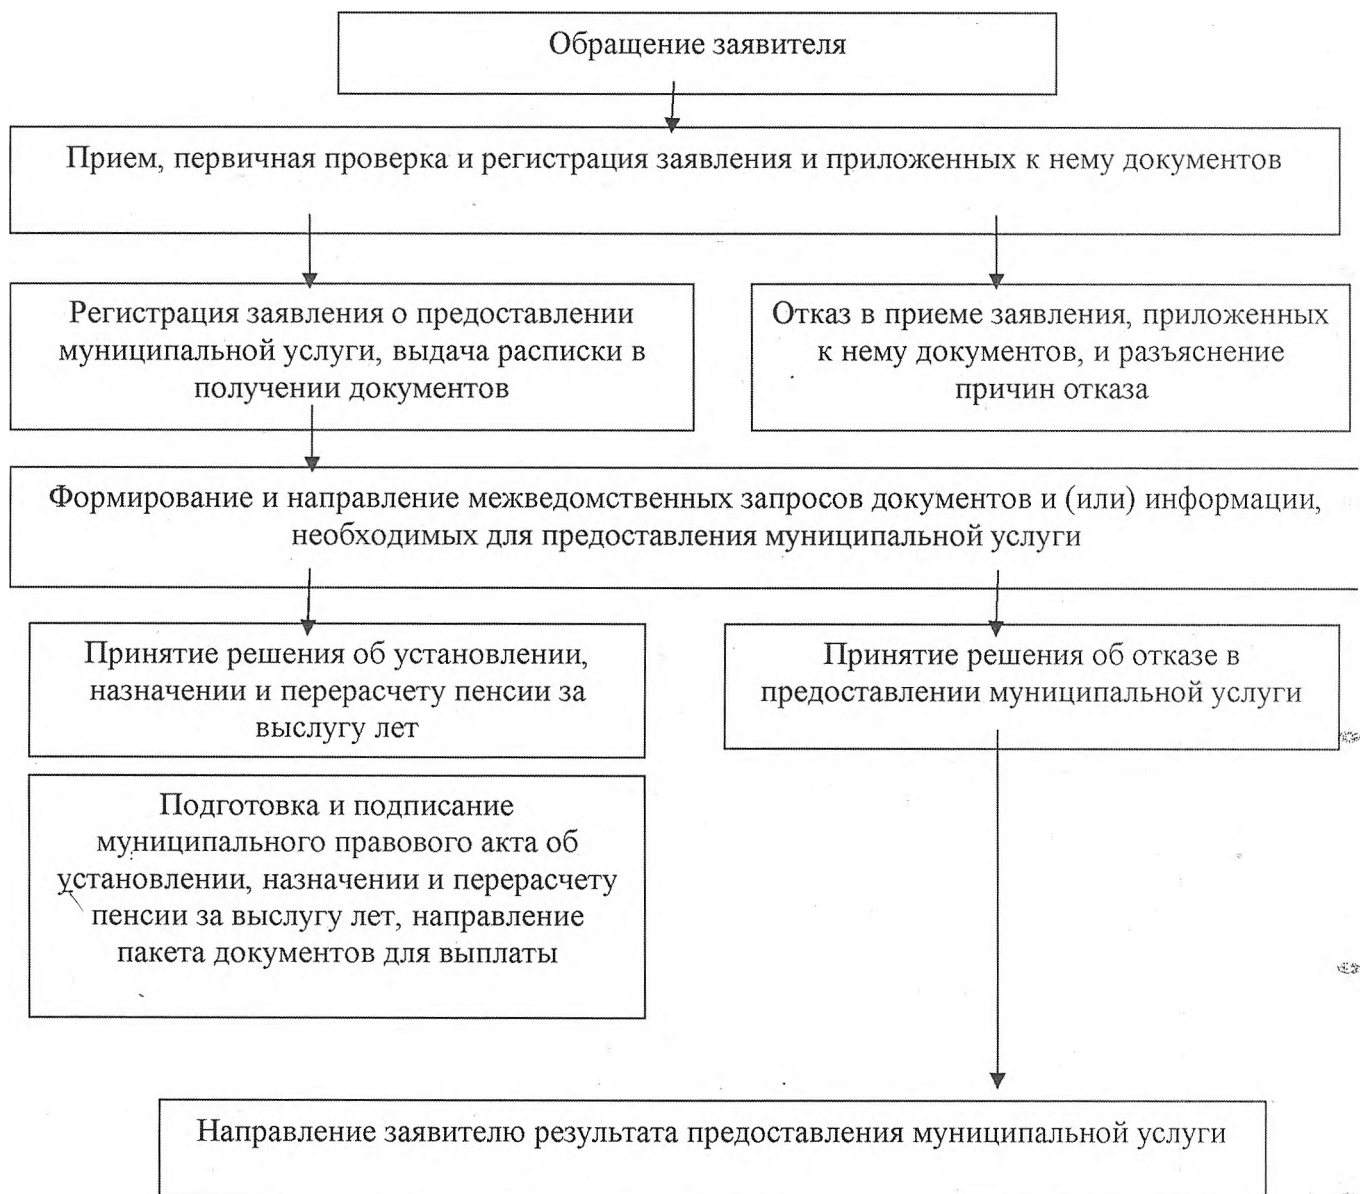 Обращение заявителя
Прием, первичная проверка и регистрация заявления и приложенных к нему документов
Регистрация заявления о предоставлении
муниципальной услуги, выдача расписки в
получении документов
Отказ в приеме заявления, приложенных
к нему документов, и разъяснение
причин отказа
Формирование и направление межведомственных запросов документов и (или) информации,
необходимых для предоставления муниципальной услуги
Принятие решения об установлении,
назначении и перерасчету пенсии за
выслугу лет
Принятие решения об отказе в
предоставлении муниципальной услуги
Подготовка и подписание
муниципального правового акта об
установлении, назначении и перерасчету
пенсии за выслугу лет, направление
пакета документов для выплаты
Направление заявителю результата предоставления муниципальной услуги